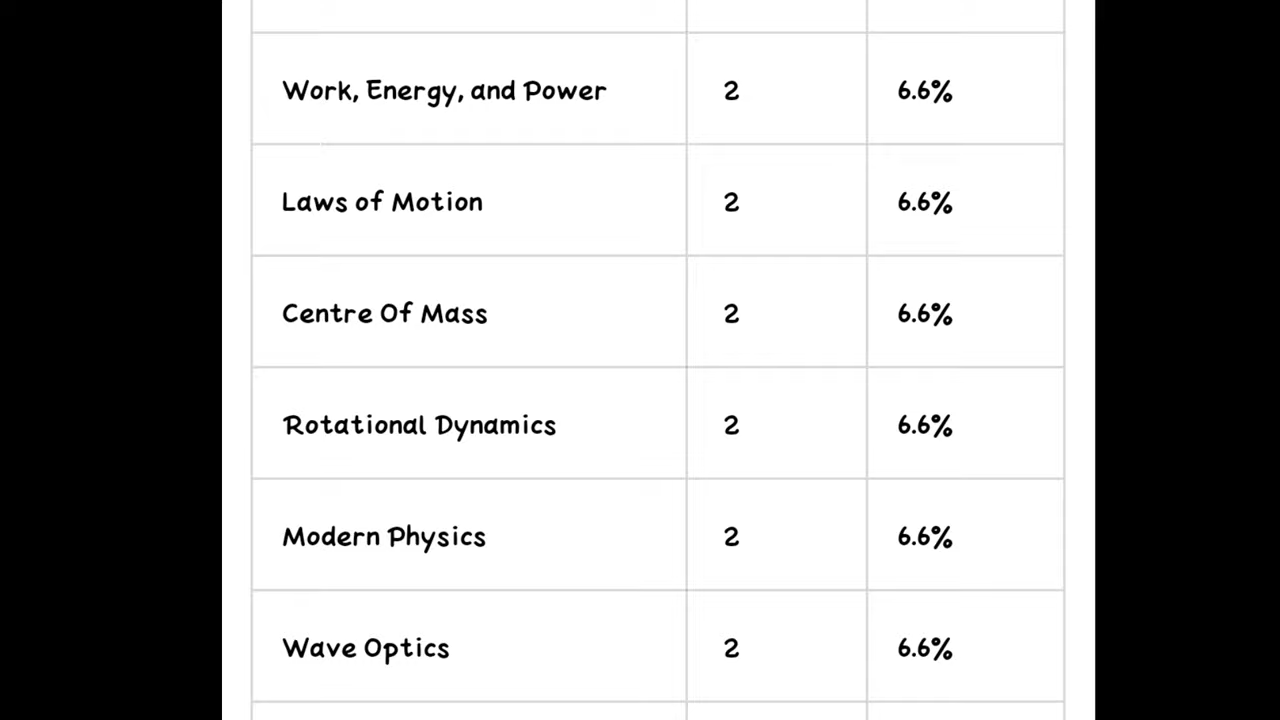 Work, Energy, and Power 2 6.6%
Laws of Motion 2 6.6%
Centre Of Mass 2 6.6%
Rotational Dynamics 2 6.6%
Modern Physics 2 6.6%
Wave Optics 2 6.6%